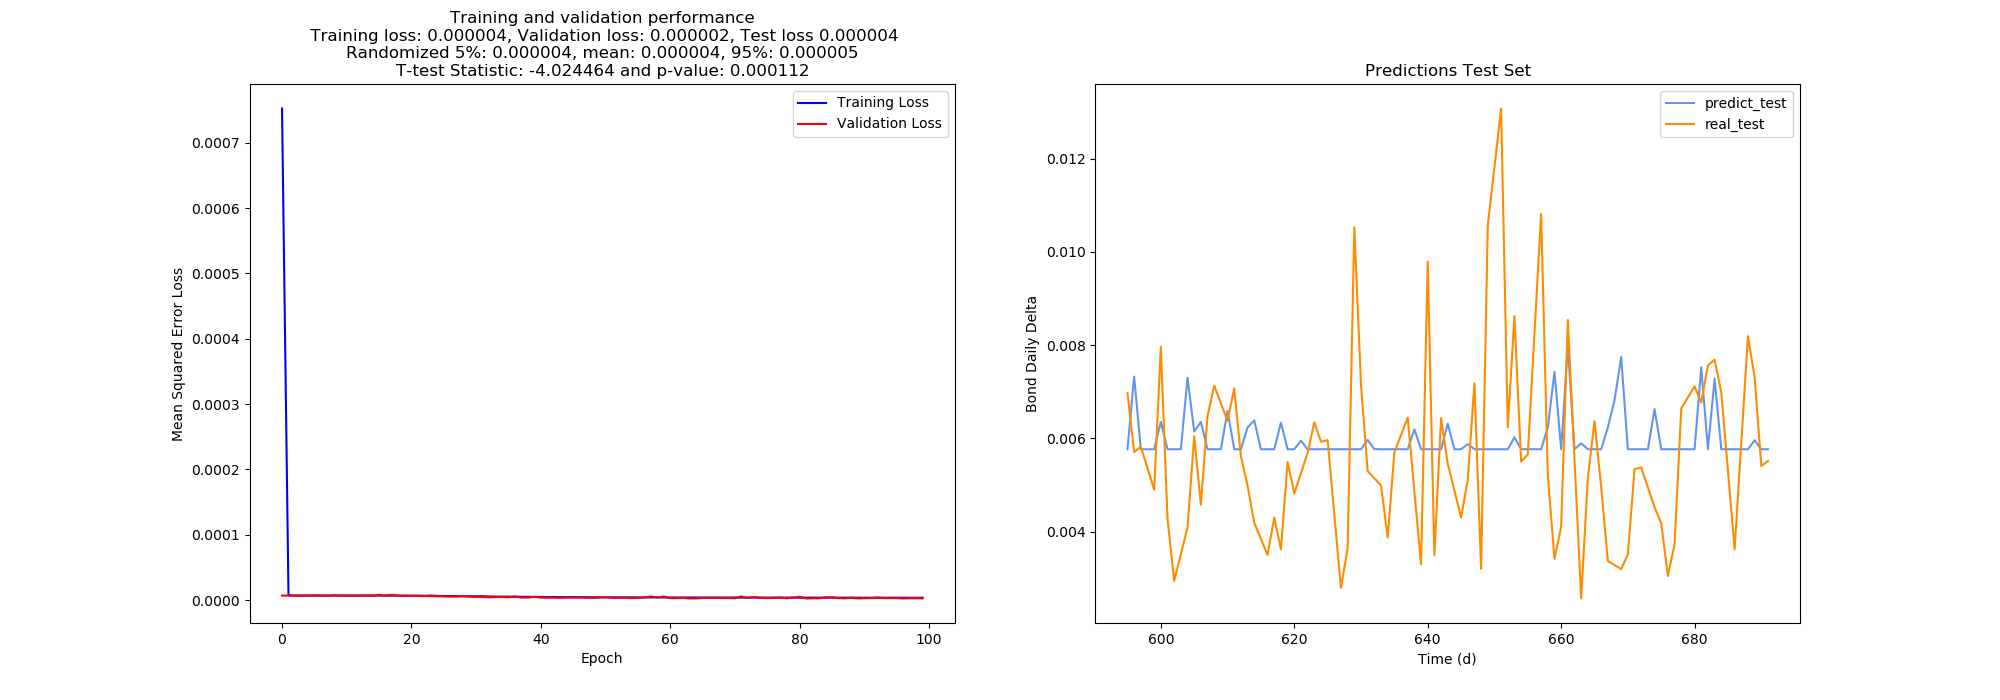 Training and validation performance
Training loss: 0.000004, Validation loss: 0.000002, Test loss 0.000004
Randomized 5%: 0.000004, mean: 0.000004, 95%: 0.000005
T-test Statistic: -4.024464 and p-value: 0.000112
Training Loss
Validation Loss
0.0007
0.0006
0.0005
0.0004
0.0003
0.0002
0.0001
0.0000
Mean Squared Error Loss
0 20 40 60 80 100
Epoch
Predictions Test Set
predict_test
real_test
0.012
0.010
0.008
0.006
0.004
Bond Daily Delta
600 620 640 660 680
Time (d)